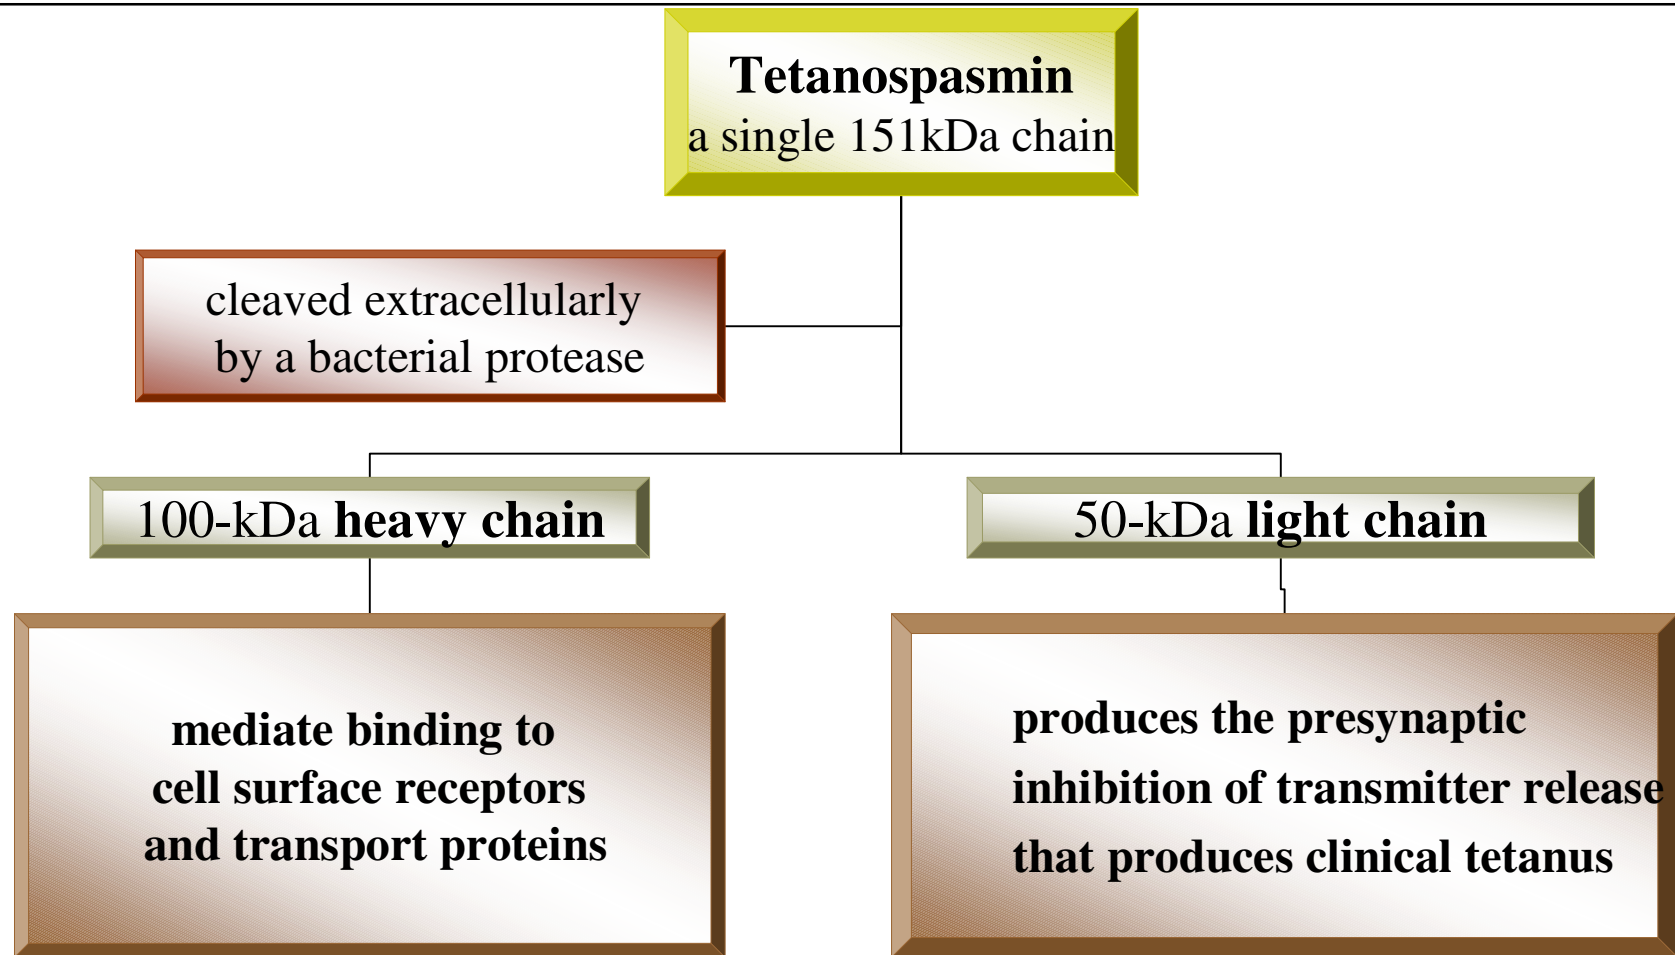 Tetanospasmin
a single 151kDa chain
cleaved extracellularly
by a bacterial protease
100-kDa heavy chain
50-kDa light chain
mediate binding to
cell surface receptors
and transport proteins
produces the presynaptic
inhibition of transmitter release
that produces clinical tetanus